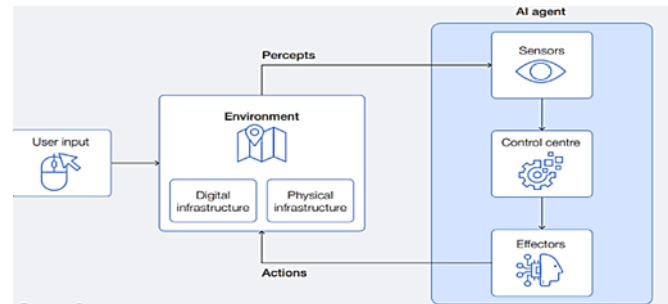 AI agent
Percepts
Sensors
Environment
User input
Control centre
Digital
infrastructure
Physical
infrastructure
Effectors
Actions